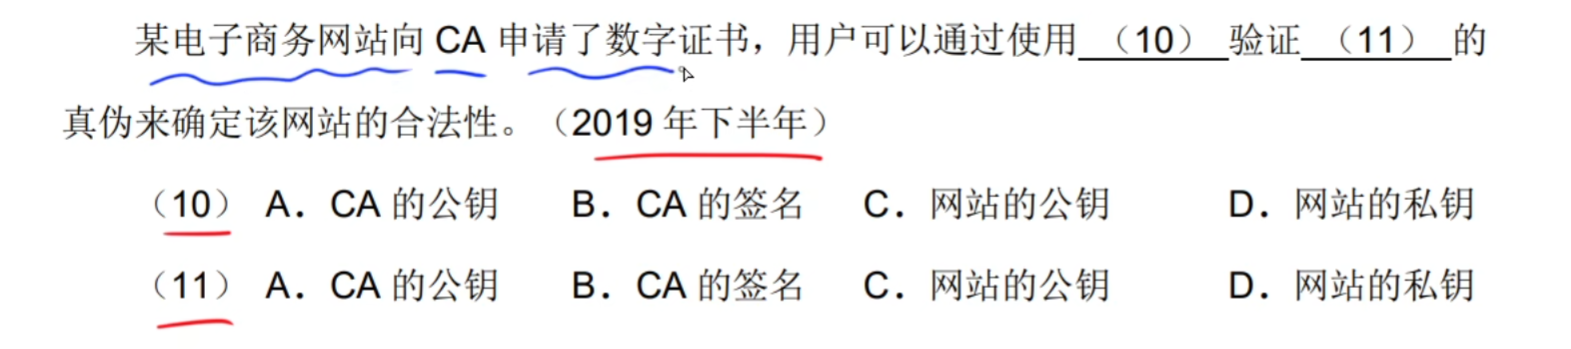 某电子商务网站向 CA 申请了数字证书，用户可以通过使用 （10） 验证 （11） 的
真伪来确定该网站的合法性。（2019 年下半年）
（10） A. CA 的公钥 B. CA 的签名 C. 网站的公钥 D. 网站的私钥
（11） A. CA 的公钥 B. CA 的签名 C. 网站的公钥 D. 网站的私钥